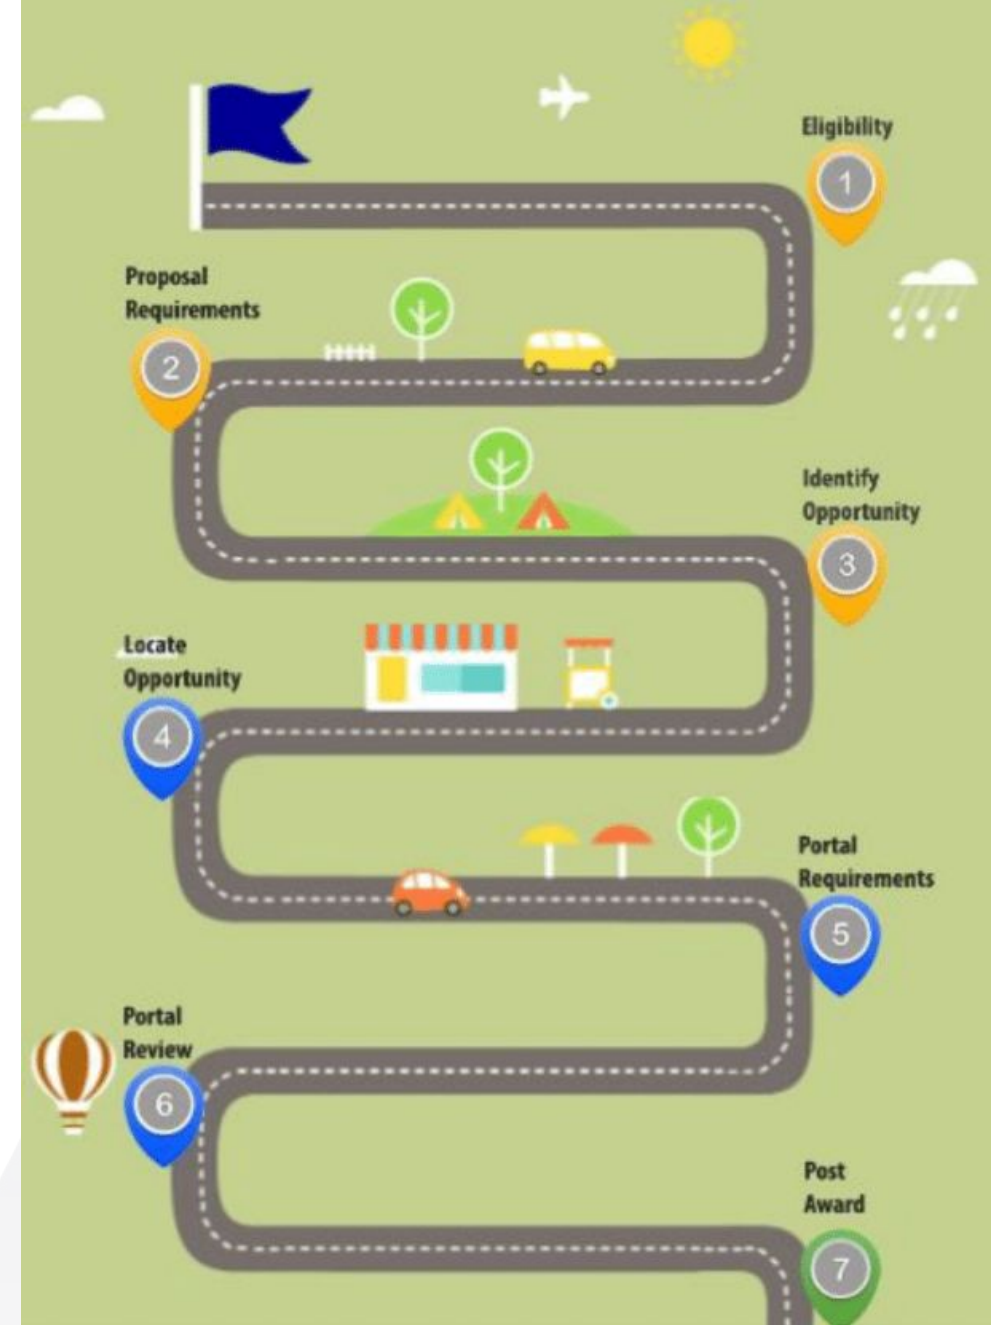 Eligibility
1
Proposal
Requirements
2
Identify
Opportunity
3
Locate
Opportunity
4
Portal
Requirements
5
Portal
Review
6
Post
Award
7